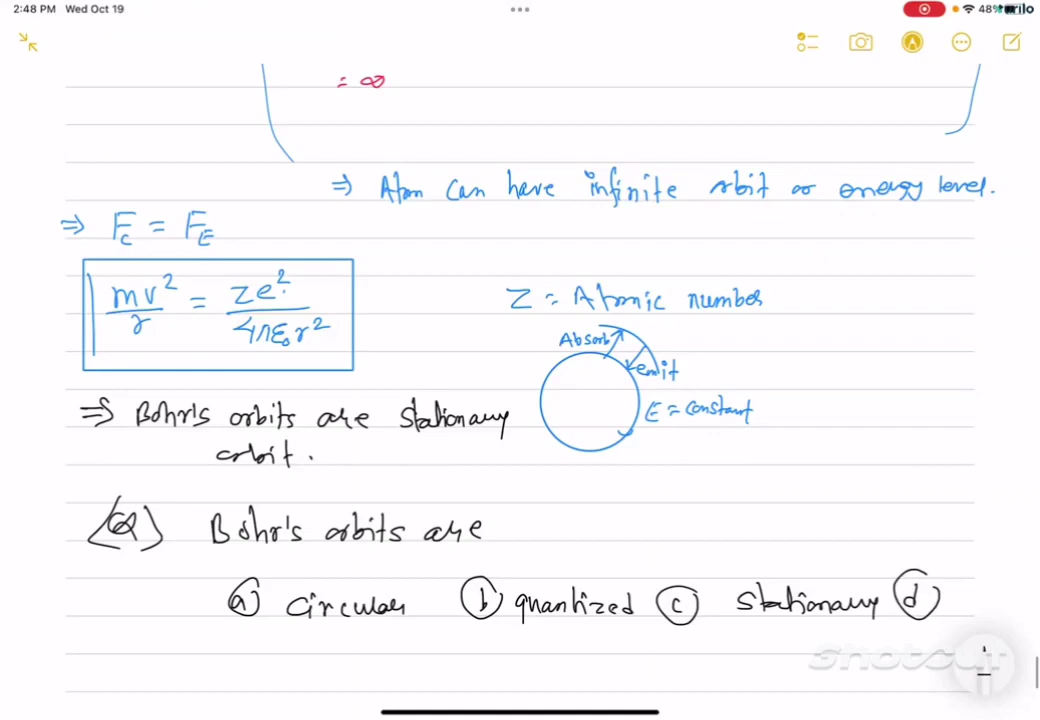 2:48 PM Wed Oct 19
48%
= ∞
⇒ Atom can have infinite orbit or energy level.
⇒ F_C = F_E
mv²/r = ze²/4πε₀r²
Z = Atomic number
Absorb
emit
E = constant
⇒ Bohr's orbits are stationary
orbit.
(Q) Bohr's orbits are
(a) circular (b) quantized (c) stationary (d)
shotcut